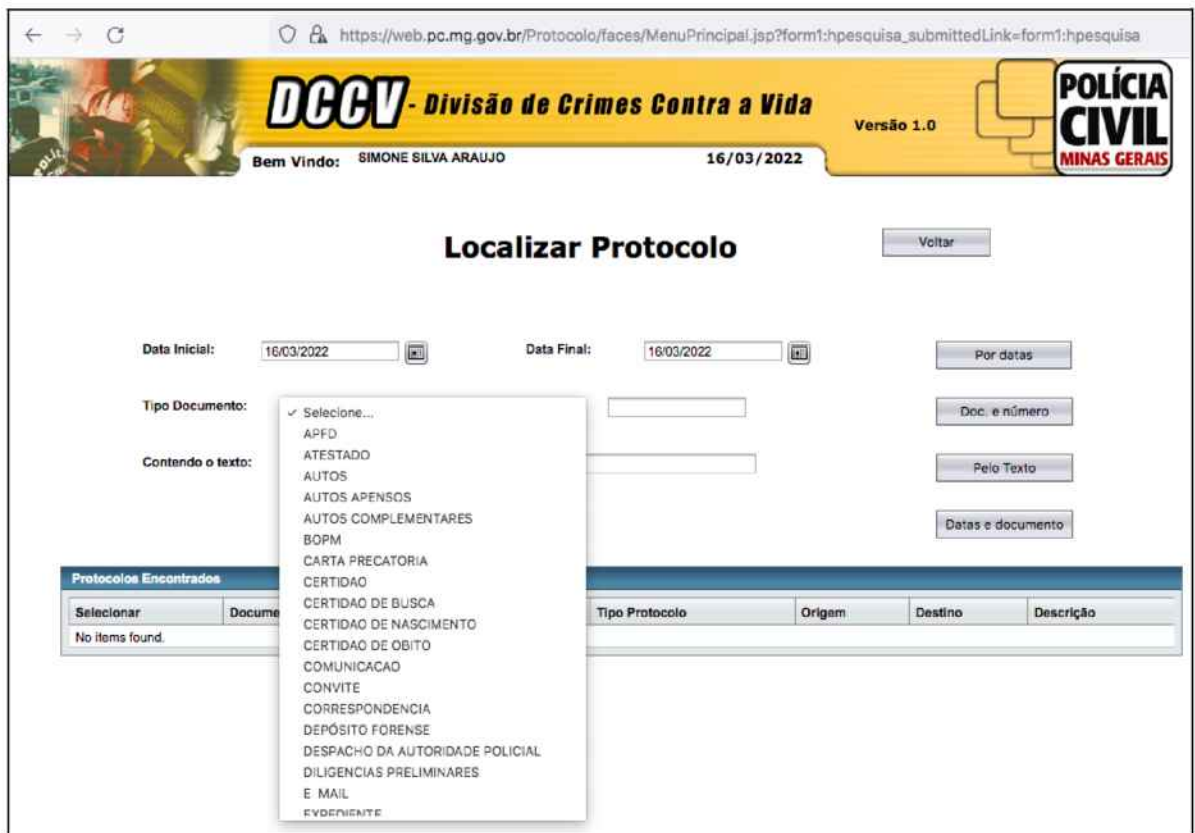 https://web.pc.mg.gov.br/Protocolo/faces/MenuPrincipal.jsp?form1:hpesquisa_submittedLink=form1:hpesquisa
DCCV - Divisão de Crimes Contra a Vida
Versão 1.0
POLÍCIA
CIVIL
MINAS GERAIS
Bem Vindo: SIMONE SILVA ARAUJO 16/03/2022
Localizar Protocolo
Voltar
Data Inicial: 16/03/2022 Data Final: 16/03/2022 Por datas
Tipo Documento: Doc. e número
Contendo o texto: Pelo Texto
Datas e documento
✓ Selecione...
APFD
ATESTADO
AUTOS
AUTOS APENSOS
AUTOS COMPLEMENTARES
BOPM
CARTA PRECATORIA
CERTIDAO
CERTIDAO DE BUSCA
CERTIDAO DE NASCIMENTO
CERTIDAO DE OBITO
COMUNICACAO
CONVITE
CORRESPONDENCIA
DEPÓSITO FORENSE
DESPACHO DA AUTORIDADE POLICIAL
DILIGENCIAS PRELIMINARES
E MAIL
EXPEDIENTE
Protocolos Encontrados
Selecionar Docume Tipo Protocolo Origem Destino Descrição
No items found.